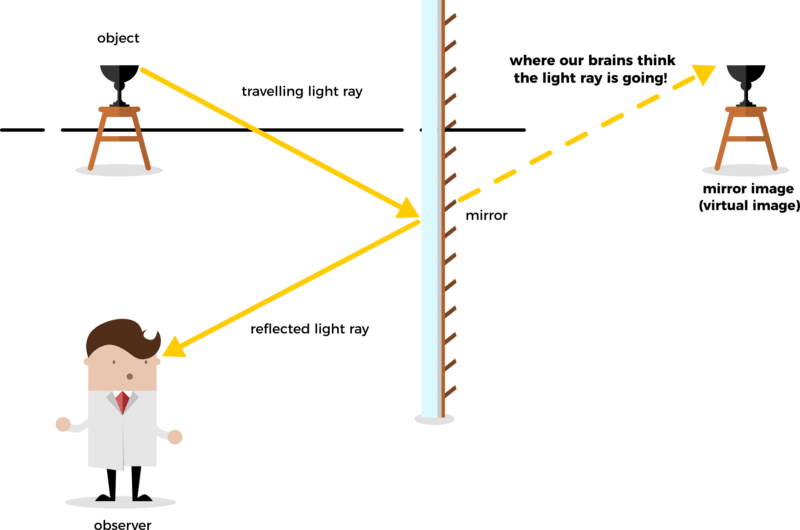 object
travelling light ray
where our brains think
the light ray is going!
mirror image
(virtual image)
mirror
reflected light ray
observer